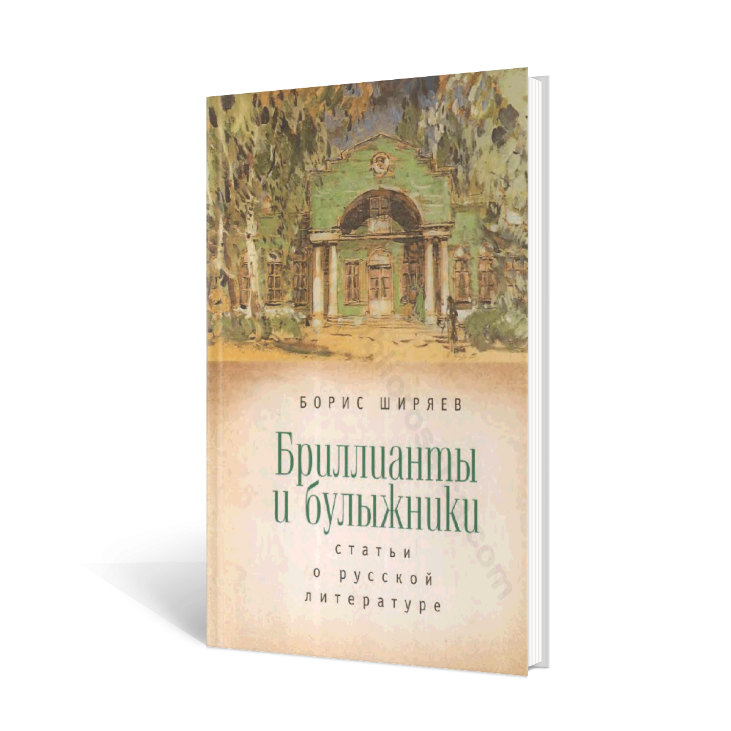 БОРИС ШИРЯЕВ
Бриллианты
и булыжники
статьи
о русской
литературе